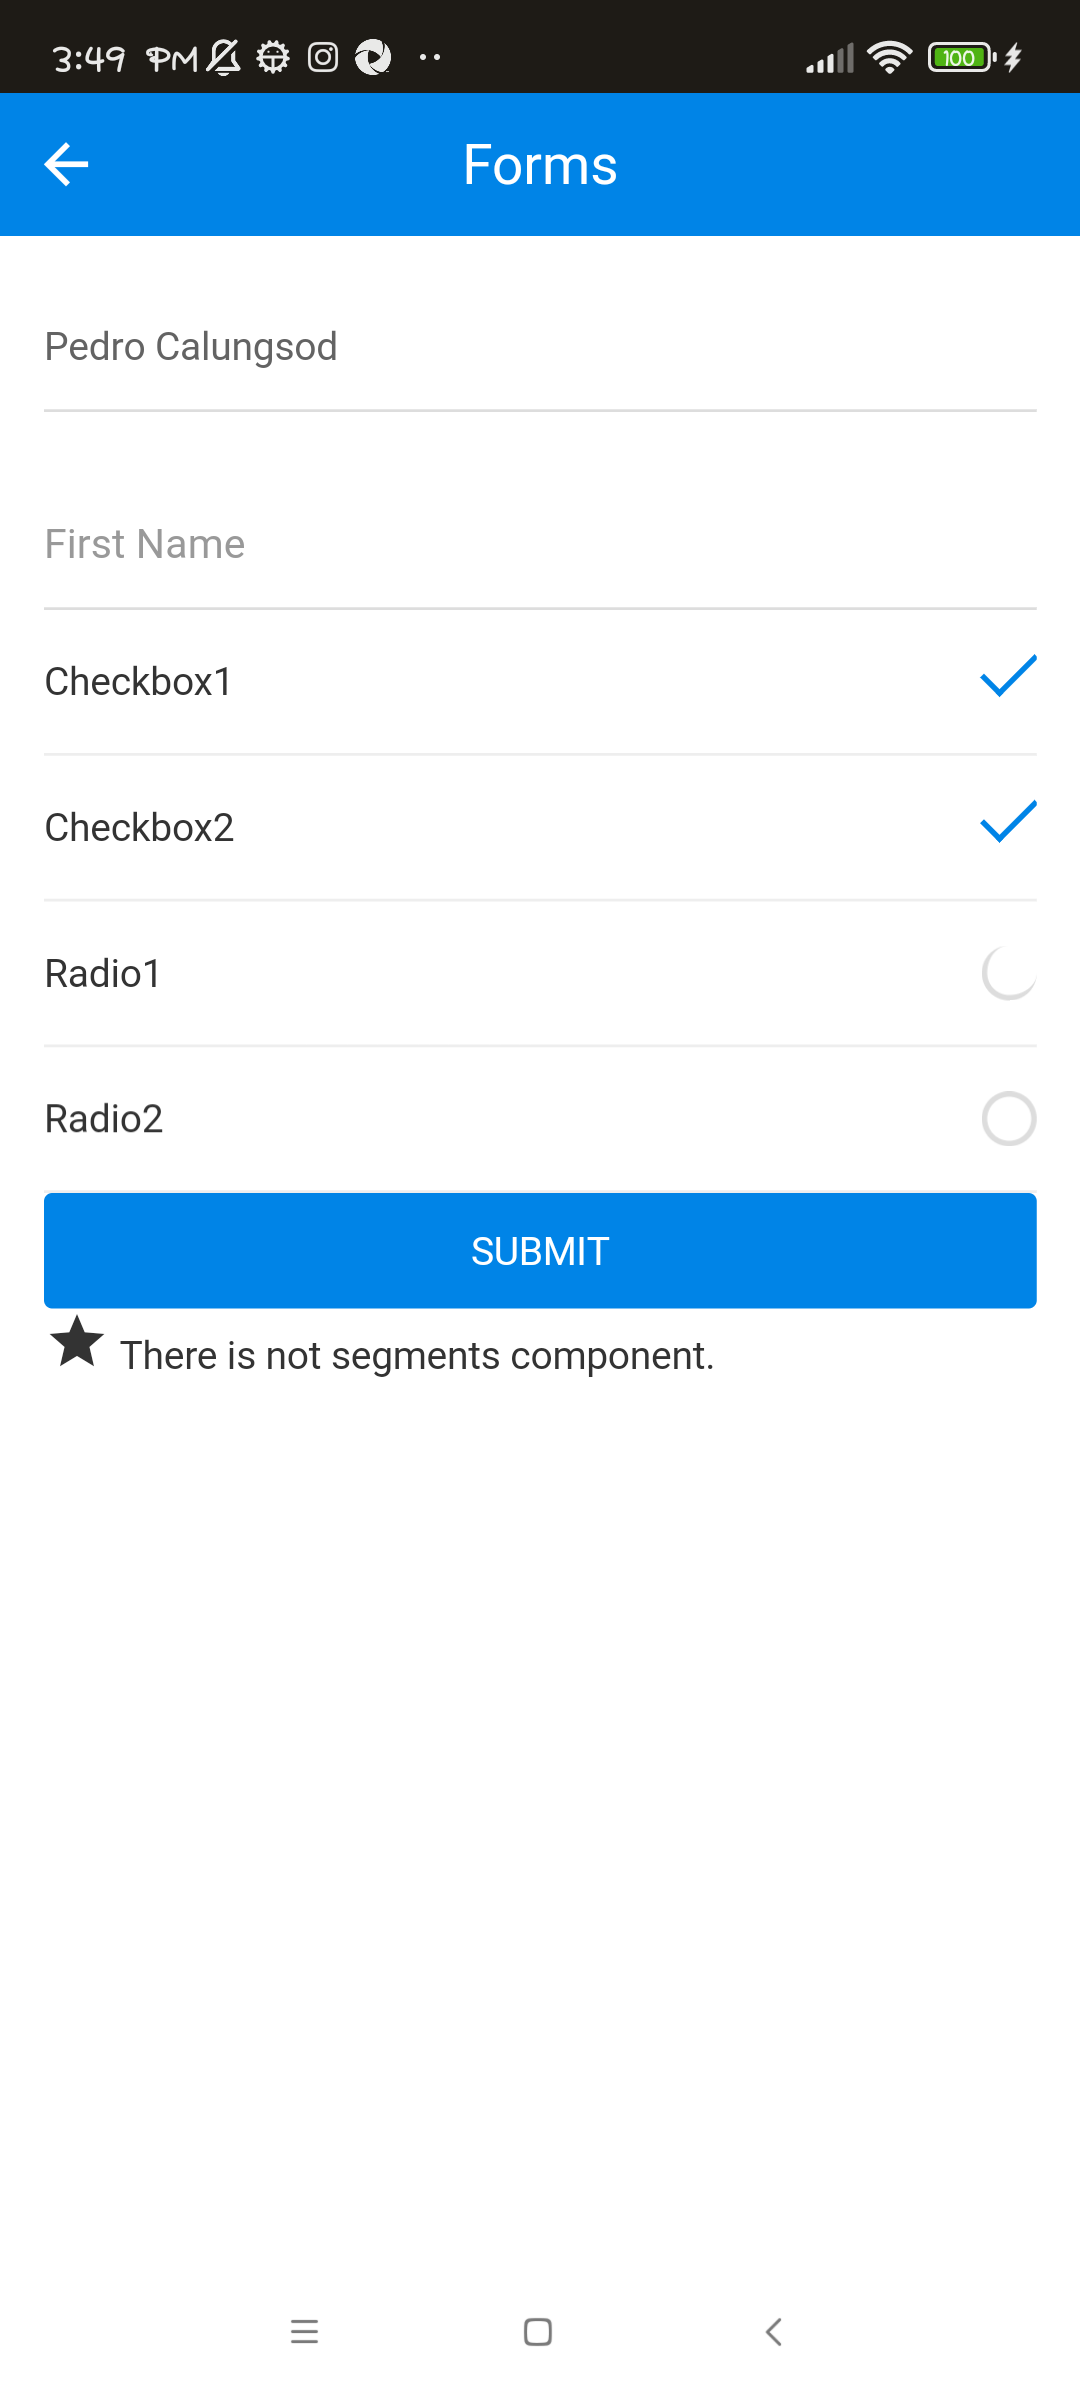 3:49 PM
100
Forms
Pedro Calungsod
First Name
Checkbox1
Checkbox2
Radio1
Radio2
SUBMIT
There is not segments component.